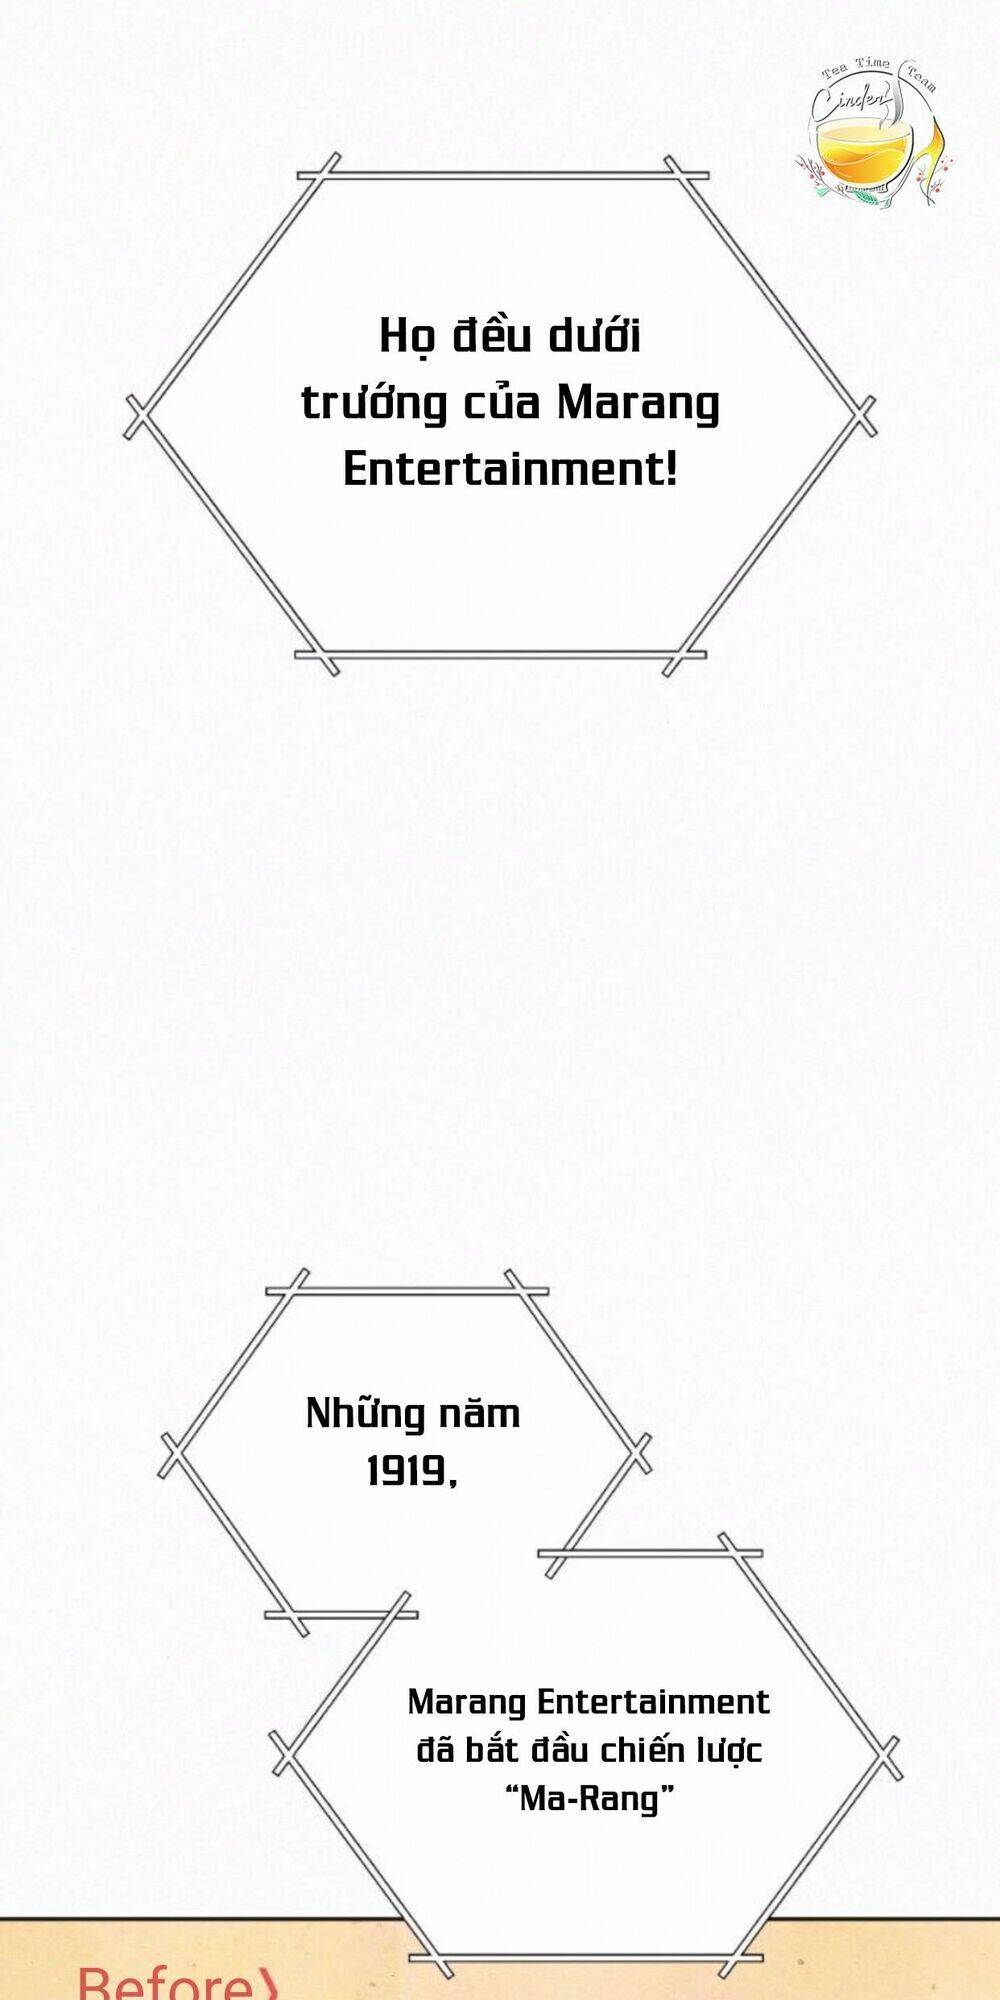 Tea Time Team
Cinder
Họ đều dưới
trướng của Marang
Entertainment!
Những năm
1919,
Marang Entertainment
đã bắt đầu chiến lược
“Ma-Rang”
Before